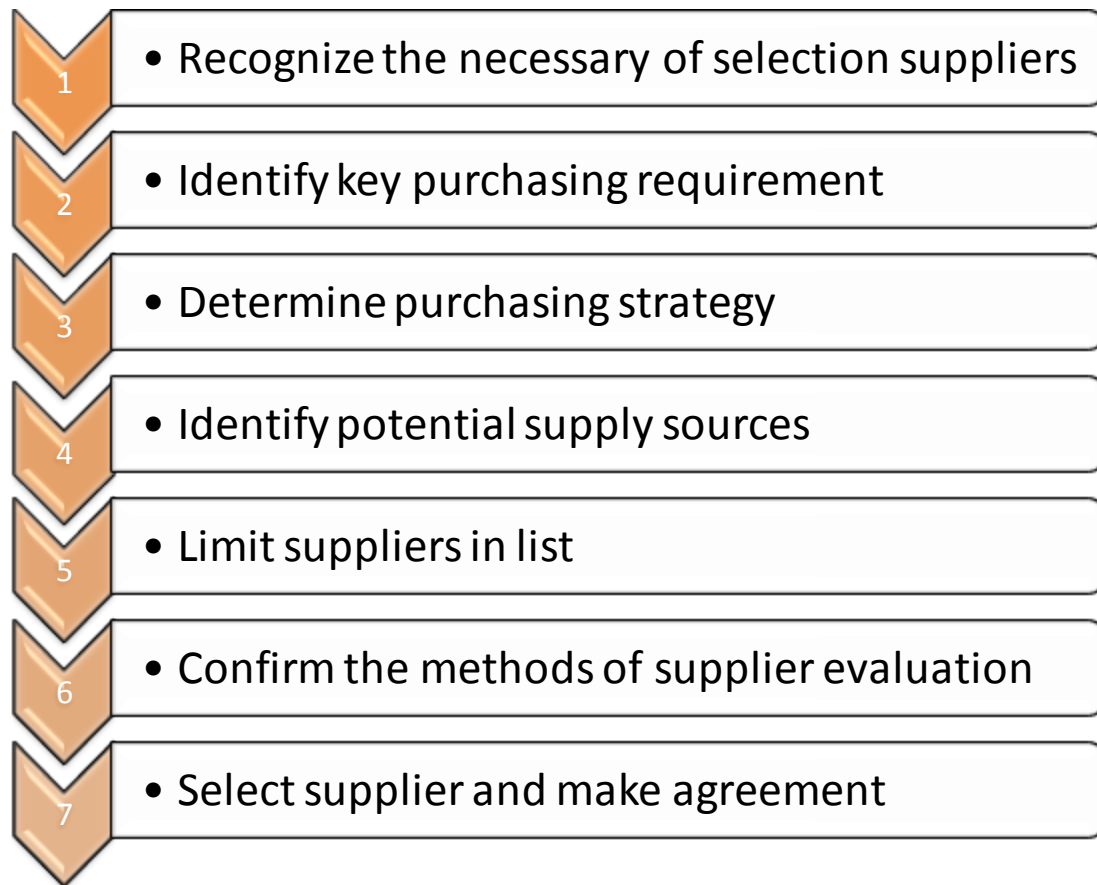 1
• Recognize the necessary of selection suppliers
2
• Identify key purchasing requirement
3
• Determine purchasing strategy
4
• Identify potential supply sources
5
• Limit suppliers in list
6
• Confirm the methods of supplier evaluation
7
• Select supplier and make agreement